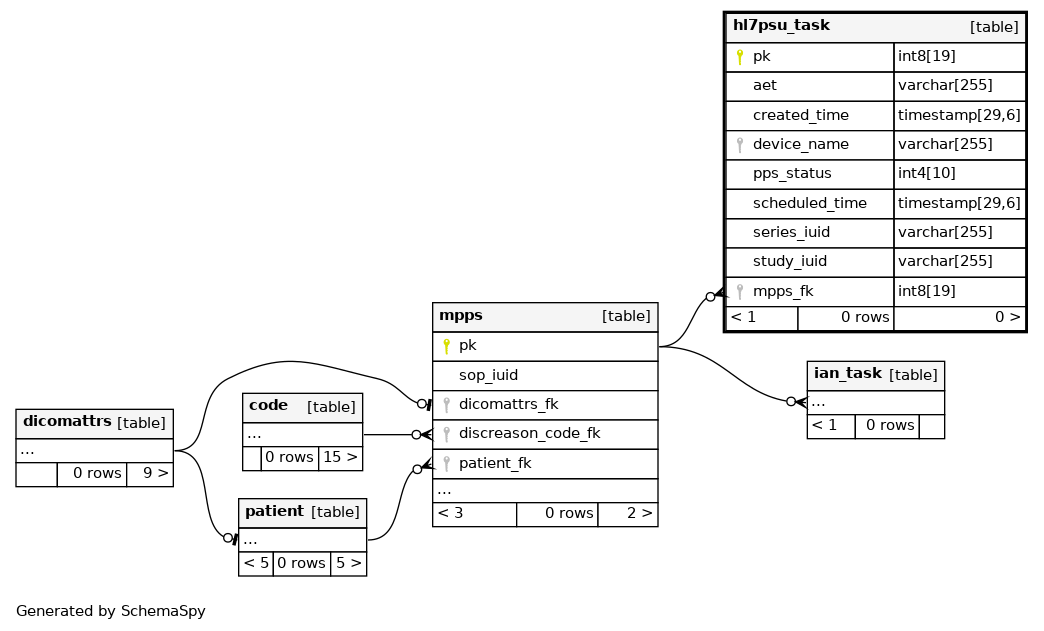 hl7psu_task [table]
pk int8[19]
aet varchar[255]
created_time timestamp[29,6]
device_name varchar[255]
pps_status int4[10]
scheduled_time timestamp[29,6]
series_iuid varchar[255]
study_iuid varchar[255]
mpps_fk int8[19]
< 1 0 rows 0 >
mpps [table]
pk
sop_iuid
dicomattrs_fk
discreason_code_fk
patient_fk
...
< 3 0 rows 2 >
ian_task [table]
...
< 1 0 rows
code [table]
...
0 rows 15 >
dicomattrs [table]
...
0 rows 9 >
patient [table]
...
< 5 0 rows 5 >
Generated by SchemaSpy